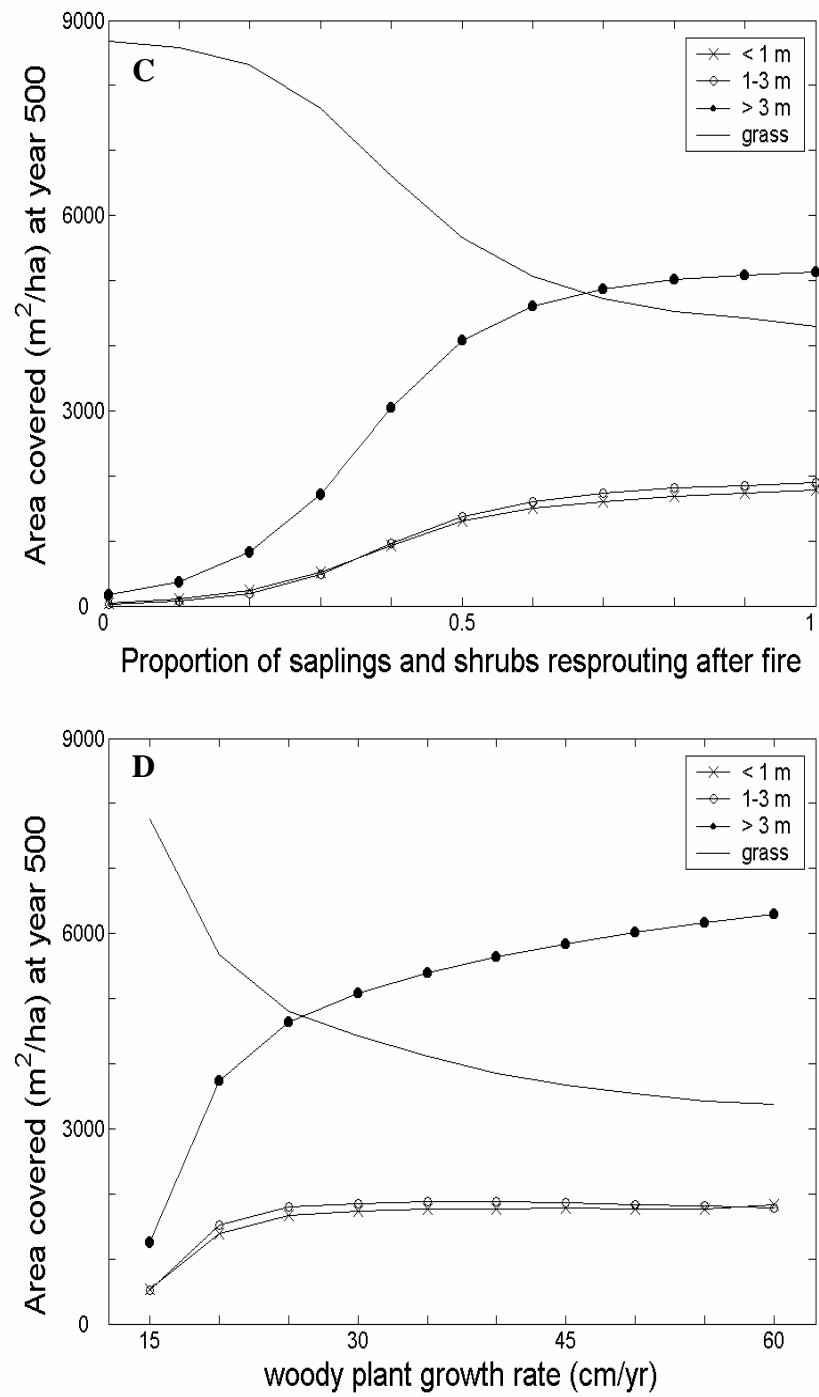 9000
C
< 1 m
1-3 m
> 3 m
grass
6000
3000
0
0
0.5
1
Area covered (m²/ha) at year 500
Proportion of saplings and shrubs resprouting after fire
9000
D
< 1 m
1-3 m
> 3 m
grass
6000
3000
0
15
30
45
60
Area covered (m²/ha) at year 500
woody plant growth rate (cm/yr)